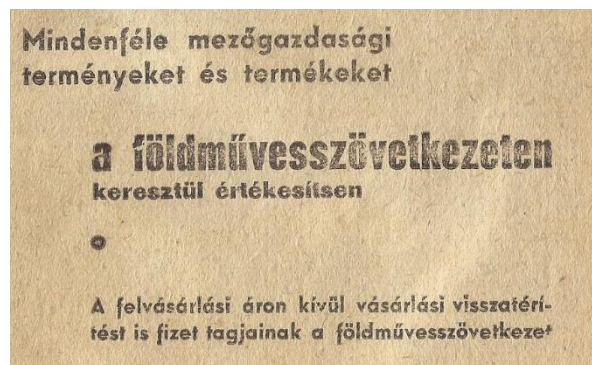 Mindenféle mezőgazdasági
terményeket és termékeket
a földművesszövetkezeten
keresztül értékesítsen
A felvásárlási áron kívül vásárlási visszatérí-
tést is fizet tagjainak a földművesszövetkezet